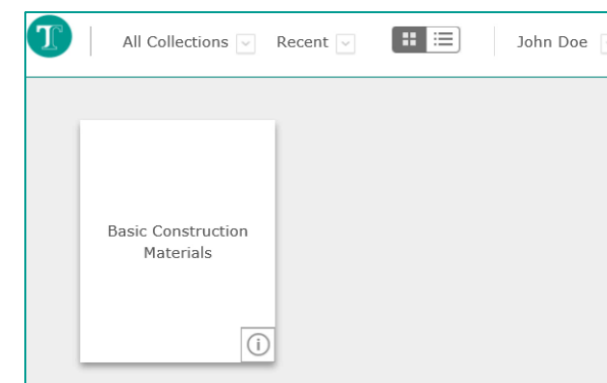 T
All Collections Recent John Doe
Basic Construction
Materials